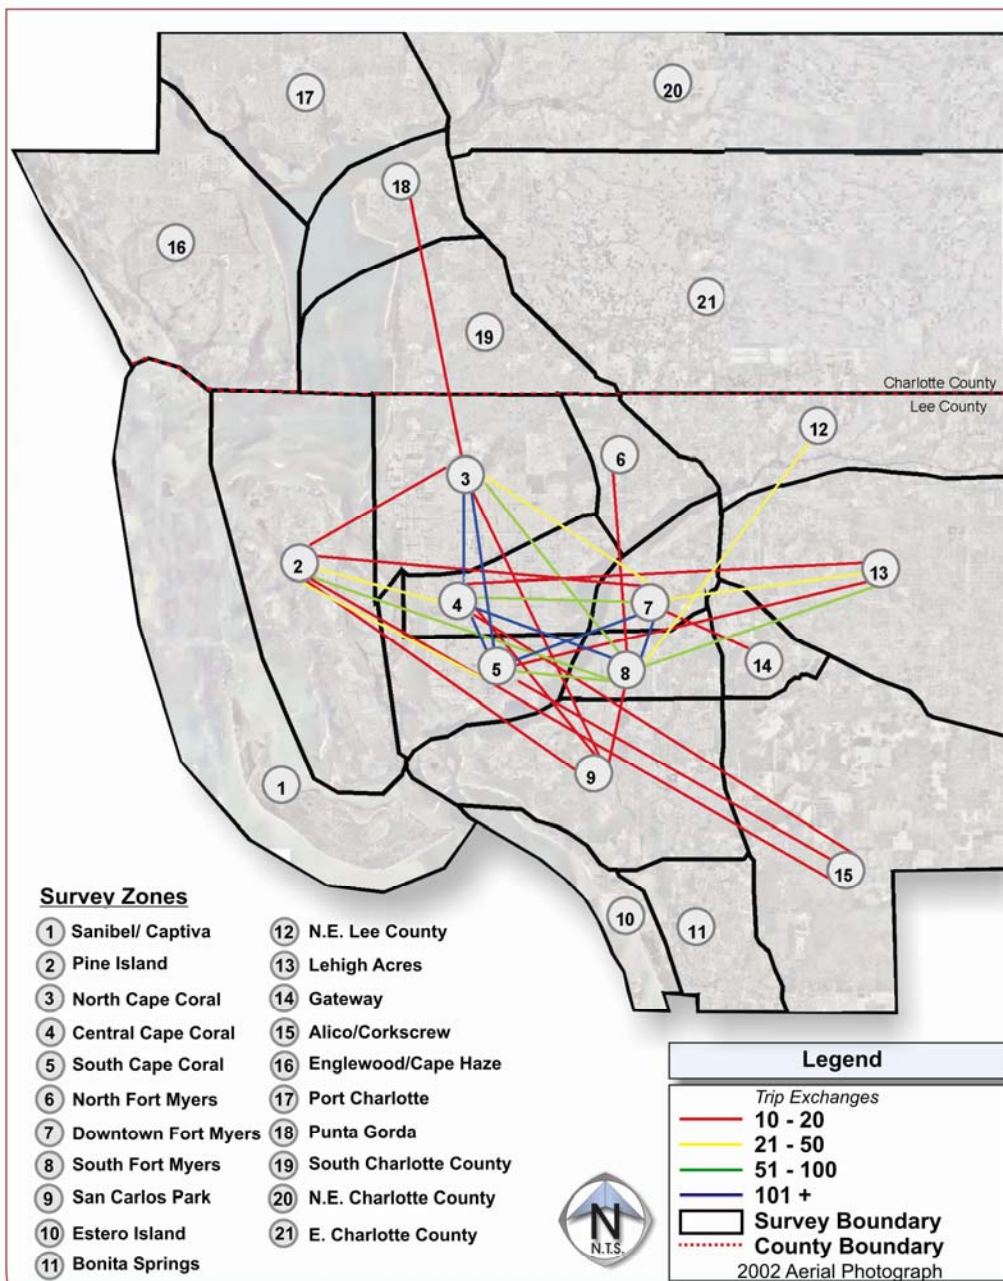 17
20
18
16
21
19
Charlotte County
Lee County
12
6
3
2
13
4
7
14
5
8
9
1
15
10
11
Survey Zones
1 Sanibel/ Captiva
2 Pine Island
3 North Cape Coral
4 Central Cape Coral
5 South Cape Coral
6 North Fort Myers
7 Downtown Fort Myers
8 South Fort Myers
9 San Carlos Park
10 Estero Island
11 Bonita Springs
12 N.E. Lee County
13 Lehigh Acres
14 Gateway
15 Alico/Corkscrew
16 Englewood/Cape Haze
17 Port Charlotte
18 Punta Gorda
19 South Charlotte County
20 N.E. Charlotte County
21 E. Charlotte County
N
N.T.S.
Legend
Trip Exchanges
10 - 20
21 - 50
51 - 100
101 +
Survey Boundary
County Boundary
2002 Aerial Photograph